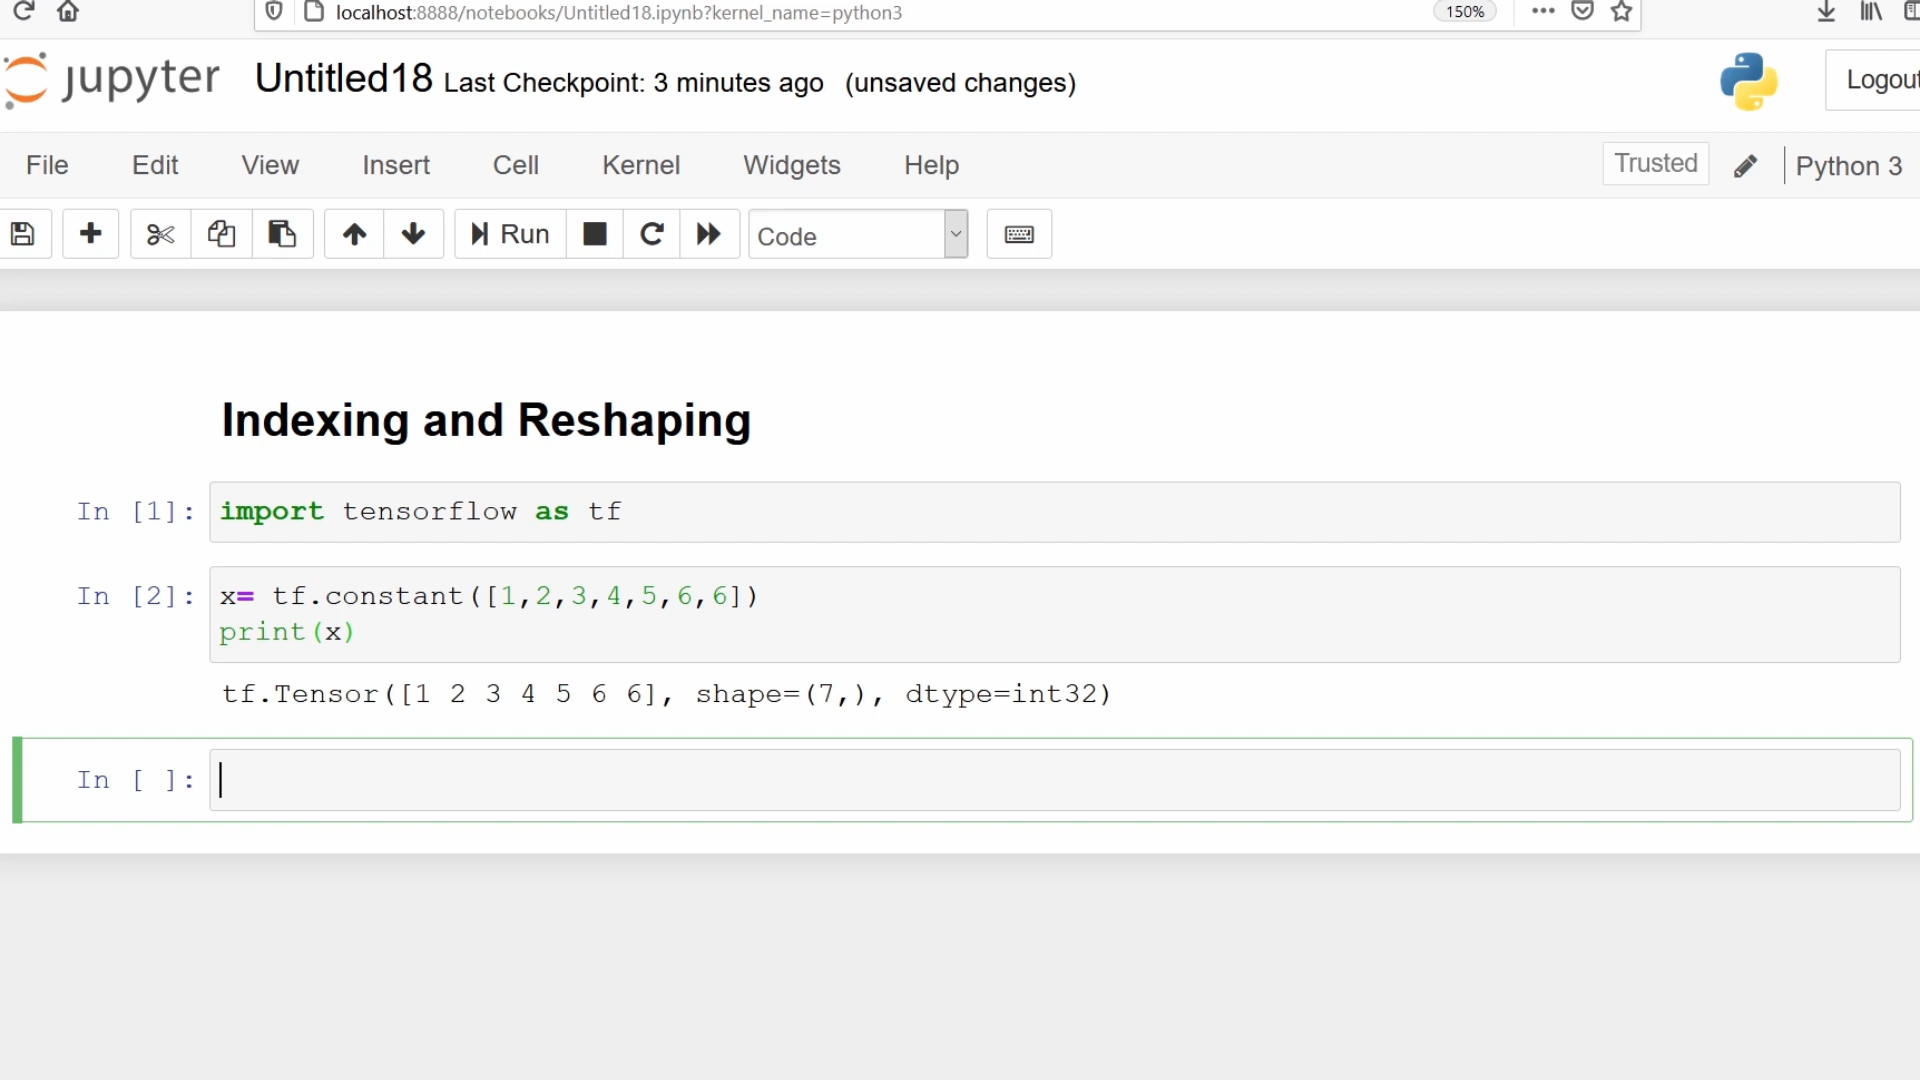 localhost:8888/notebooks/Untitled18.ipynb?kernel_name=python3 150%
jupyter Untitled18 Last Checkpoint: 3 minutes ago (unsaved changes) Logout
File Edit View Insert Cell Kernel Widgets Help Trusted Python 3
Run Code
Indexing and Reshaping
In [1]: import tensorflow as tf
In [2]: x= tf.constant([1,2,3,4,5,6,6])
print(x)
tf.Tensor([1 2 3 4 5 6 6], shape=(7,), dtype=int32)
In [ ]: